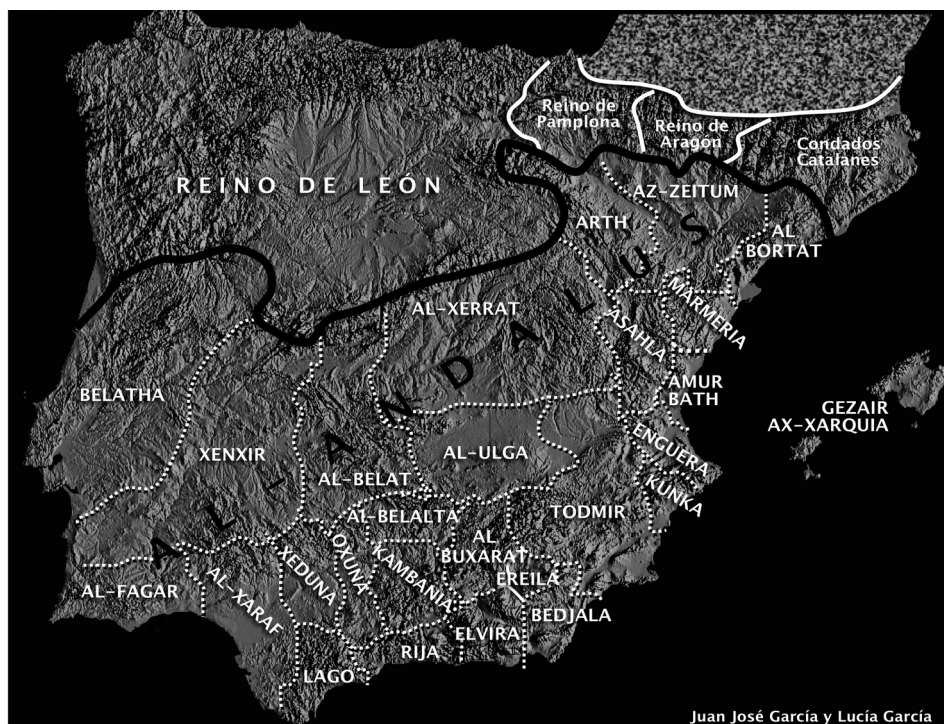 Reino de
Pamplona
Reino de
Aragón
Condados
Catalanes
REINO DE LEÓN
AZ-ZEITUM
ARTH
AL
BORTAT
MARMERIA
AL-XERRAT
ASAHLA
AL-ANDALUS
BELATHA
AMUR
BATH
GEZAIR
AX-XARQUIA
XENXIR
AL-ULGA
ENGUERA
AL-BELAT
KUNKA
AL-BELALTA
TODMIR
AL
BUXARAT
OXUNA
KAMBANIA
XEDUNA
AL-FAGAR
AL-XARAF
EREILA
BEDJALA
ELVIRA
RIJA
LAGO
Juan José García y Lucía García